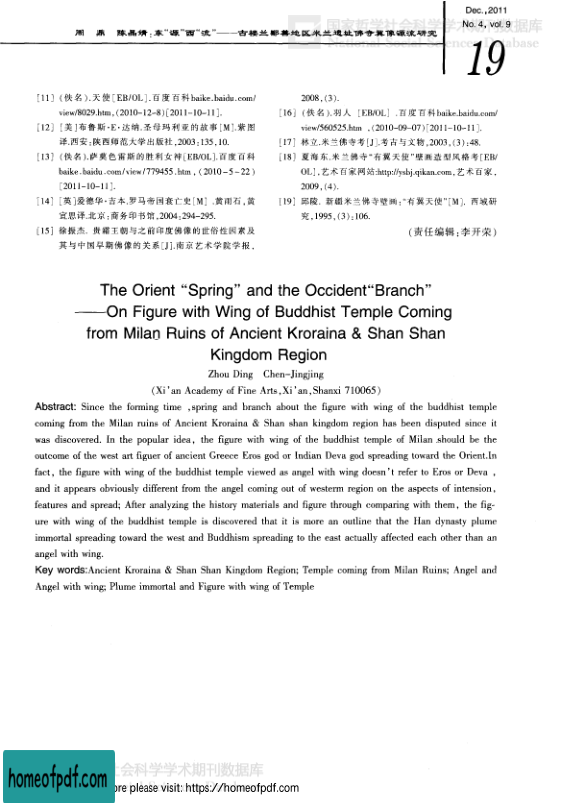 Dec.,2011
No. 4, vol. 9
国家哲学社会科学学术期刊数据库
National Social Sciences Database
周 鼎 陈晶婧:东“源”西“流”——古楼兰鄯善地区米兰遗址佛寺翼像源流研究
19
[11] (佚名).天使[EB/OL].百度百科baike.baidu.com/
view/8029.htm,(2010-12-8)[2011-10-11].
[12] [美]布鲁斯·E·达纳.圣母玛利亚的故事[M].紫图
译.西安:陕西师范大学出版社,2003:135,10.
[13] (佚名).萨莫色雷斯的胜利女神[EB/OL].百度百科
baike.baidu.com/view/779455.htm,(2010-5-22)
[2011-10-11].
[14] [英]爱德华·吉本.罗马帝国衰亡史[M].黄雨石,黄
宜思译.北京:商务印书馆,2004:294-295.
[15] 徐振杰. 贵霜王朝与之前印度佛像的世俗性因素及
其与中国早期佛像的关系[J].南京艺术学院学报,
2008,(3).
[16] (佚名).羽人 [EB/OL] .百度百科baike.baidu.com/
view/560525.htm ,(2010-09-07)[2011-10-11].
[17] 林立.米兰佛寺考[J].考古与文物,2003,(3):48.
[18] 夏海东.米兰佛寺“有翼天使”壁画造型风格考[EB/
OL],艺术百家网站:http://ysbj.qikan.com,艺术百家,
2009,(4).
[19] 邱陵. 新疆米兰佛寺壁画:“有翼天使”[M]. 西域研
究,1995,(3):106.
(责任编辑:李开荣)
The Orient “Spring” and the Occident“Branch”
——On Figure with Wing of Buddhist Temple Coming
from Milan Ruins of Ancient Kroraina & Shan Shan
Kingdom Region
Zhou Ding Chen-Jingjing
(Xi’an Academy of Fine Arts,Xi’an,Shanxi 710065)
Abstract: Since the forming time ,spring and branch about the figure with wing of the buddhist temple
coming from the Milan ruins of Ancient Kroraina & Shan shan kingdom region has been disputed since it
was discovered. In the popular idea, the figure with wing of the buddhist temple of Milan should be the
outcome of the west art figuer of ancient Greece Eros god or Indian Deva god spreading toward the Orient.In
fact, the figure with wing of the buddhist temple viewed as angel with wing doesn’t refer to Eros or Deva ,
and it appears obviously different from the angel coming out of westerm region on the aspects of intension,
features and spread; After analyzing the history materials and figure through comparing with them, the fig-
ure with wing of the buddhist temple is discovered that it is more an outline that the Han dynasty plume
immortal spreading toward the west and Buddhism spreading to the east actually affected each other than an
angel with wing.
Key words:Ancient Kroraina & Shan Shan Kingdom Region; Temple coming from Milan Ruins; Angel and
Angel with wing; Plume immortal and Figure with wing of Temple
社会科学学术期刊数据库
homeofpdf.com
ore please visit: https://homeofpdf.com